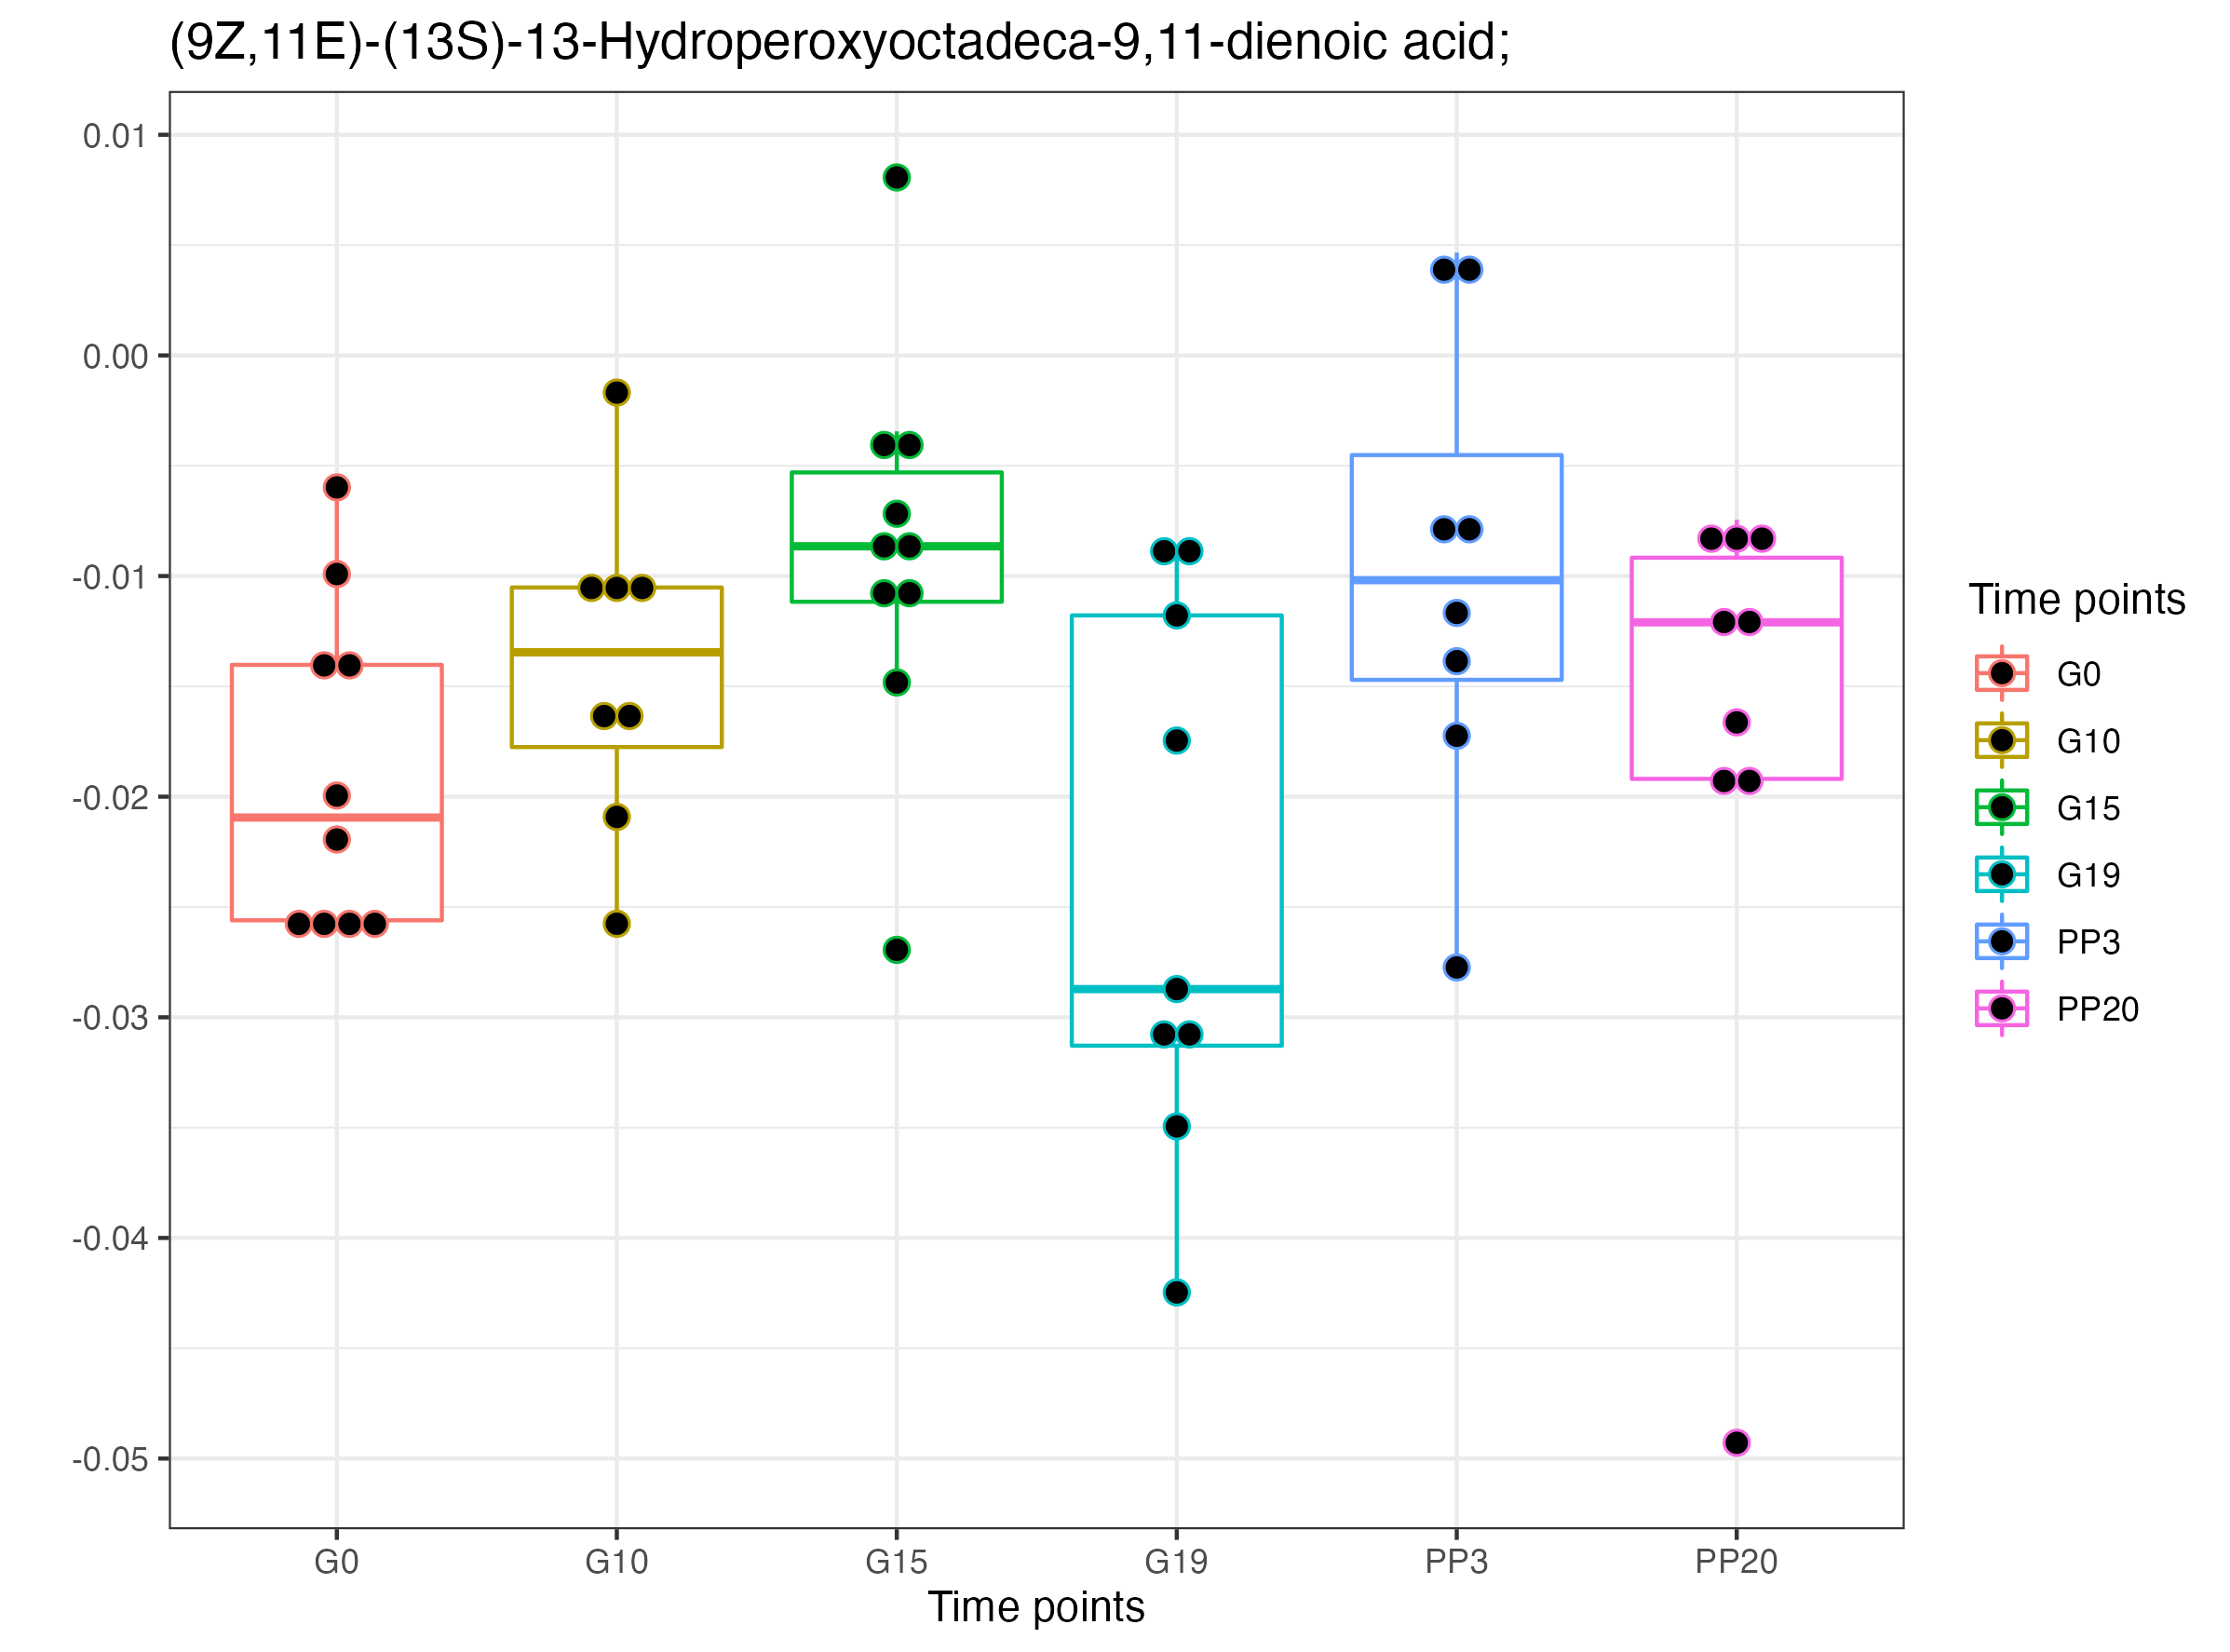 (9Z,11E)-(13S)-13-Hydroperoxyoctadeca-9,11-dienoic acid;
0.01
0.00
-0.01
-0.02
-0.03
-0.04
-0.05
G0 G10 G15 G19 PP3 PP20
Time points
Time points
G0
G10
G15
G19
PP3
PP20